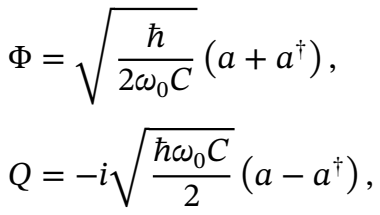 Φ = √(ħ / 2ω₀C) (a + a†),
Q = −i√(ħω₀C / 2) (a − a†),